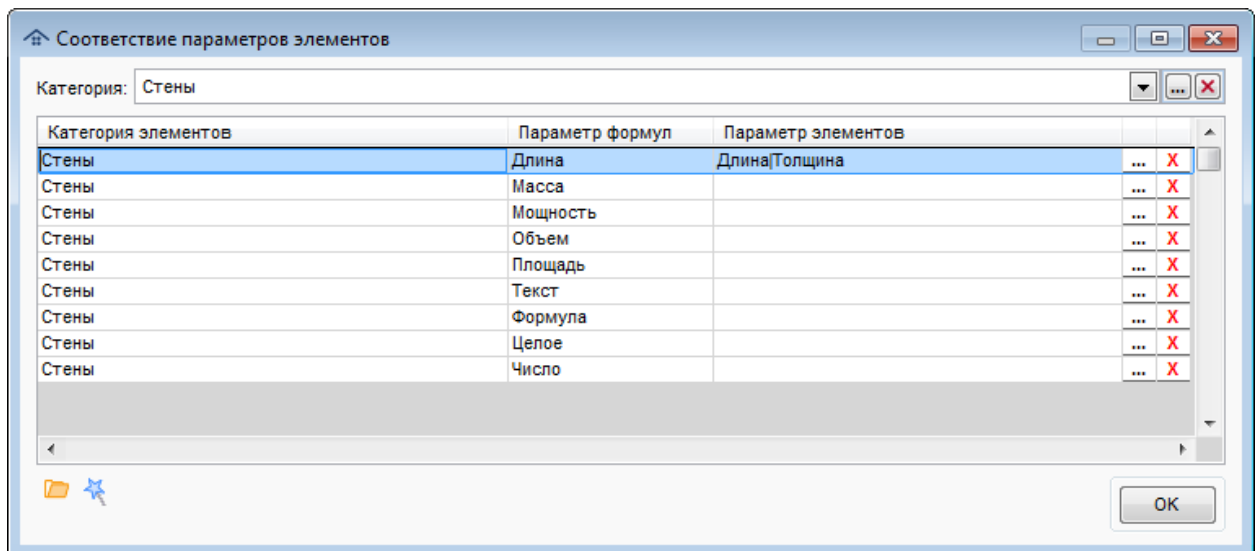 Соответствие параметров элементов
Категория: Стены ...
Категория элементов Параметр формул Параметр элементов
Стены Длина Длина|Толщина ... X
Стены Масса ... X
Стены Мощность ... X
Стены Объем ... X
Стены Площадь ... X
Стены Текст ... X
Стены Формула ... X
Стены Целое ... X
Стены Число ... X
OK